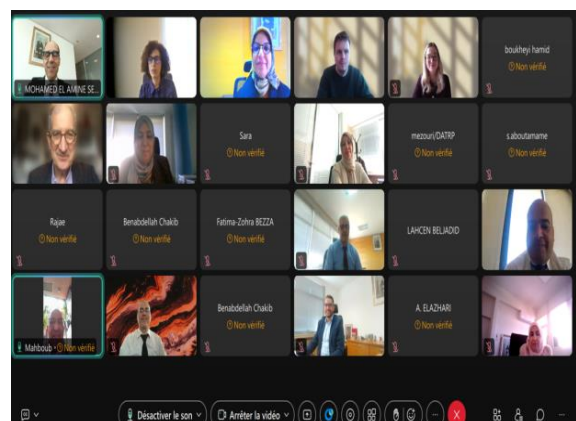 MOHAMED EL AMINE SE...
boukheyi hamid
Non vérifié
Sara
Non vérifié
mezouri/DATRP
Non vérifié
s.aboutamame
Non vérifié
Rajae
Non vérifié
Benabdellah Chakib
Non vérifié
Fatima-Zohra BEZZA
Non vérifié
LAHCEN BELJADID
Mahboub • Non vérifié
Benabdellah Chakib
Non vérifié
A. ELAZHARI
Non vérifié
Désactiver le son
Arrêter la vidéo